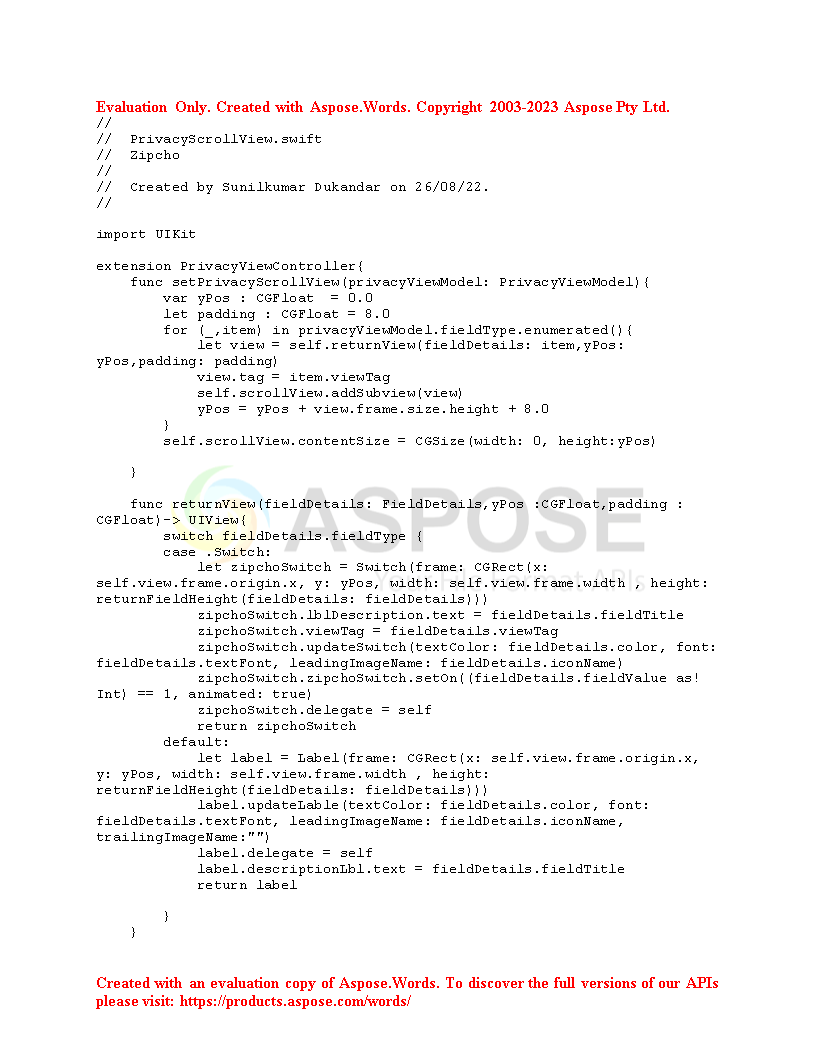 Evaluation Only. Created with Aspose.Words. Copyright 2003-2023 Aspose Pty Ltd.
//
//  PrivacyScrollView.swift
//  Zipcho
//
//  Created by Sunilkumar Dukandar on 26/08/22.
//
import UIKit
extension PrivacyViewController{
    func setPrivacyScrollView(privacyViewModel: PrivacyViewModel){
        var yPos : CGFloat  = 0.0
        let padding : CGFloat = 8.0
        for (_,item) in privacyViewModel.fieldType.enumerated(){
            let view = self.returnView(fieldDetails: item,yPos:
yPos,padding: padding)
            view.tag = item.viewTag
            self.scrollView.addSubview(view)
            yPos = yPos + view.frame.size.height + 8.0
        }
        self.scrollView.contentSize = CGSize(width: 0, height:yPos)
    }
ASPOSE
    func returnView(fieldDetails: FieldDetails,yPos :CGFloat,padding :
CGFloat)-> UIView{
        switch fieldDetails.fieldType {
        case .Switch:
            let zipchoSwitch = Switch(frame: CGRect(x:
self.view.frame.origin.x, y: yPos, width: self.view.frame.width , height:
returnFieldHeight(fieldDetails: fieldDetails)))
            zipchoSwitch.lblDescription.text = fieldDetails.fieldTitle
            zipchoSwitch.viewTag = fieldDetails.viewTag
            zipchoSwitch.updateSwitch(textColor: fieldDetails.color, font:
fieldDetails.textFont, leadingImageName: fieldDetails.iconName)
            zipchoSwitch.zipchoSwitch.setOn((fieldDetails.fieldValue as!
Int) == 1, animated: true)
            zipchoSwitch.delegate = self
            return zipchoSwitch
        default:
            let label = Label(frame: CGRect(x: self.view.frame.origin.x,
y: yPos, width: self.view.frame.width , height:
returnFieldHeight(fieldDetails: fieldDetails)))
            label.updateLable(textColor: fieldDetails.color, font:
fieldDetails.textFont, leadingImageName: fieldDetails.iconName,
trailingImageName:"")
            label.delegate = self
            label.descriptionLbl.text = fieldDetails.fieldTitle
            return label
        }
    }
Created with an evaluation copy of Aspose.Words. To discover the full versions of our APIs
please visit: https://products.aspose.com/words/